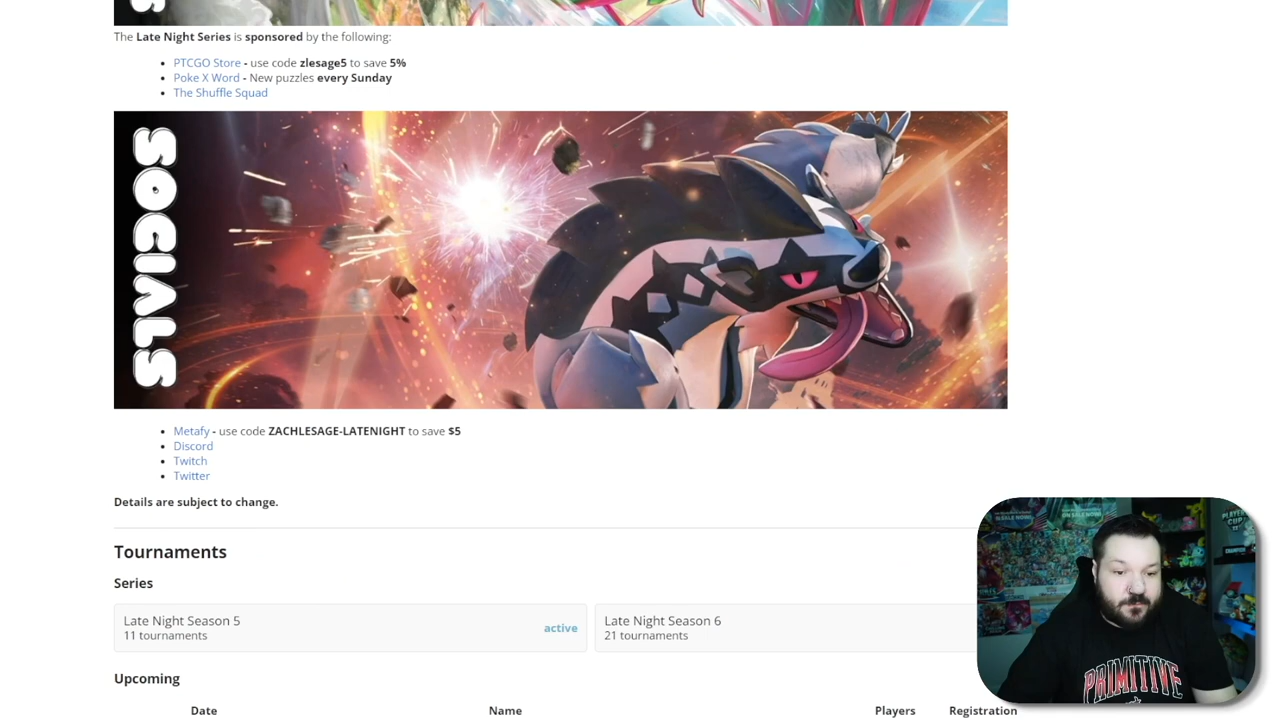 The Late Night Series is sponsored by the following:
PTCGO Store - use code zlesage5 to save 5%
Poke X Word - New puzzles every Sunday
The Shuffle Squad
SOCIALS
Metafy - use code ZACHLESAGE-LATENIGHT to save $5
Discord
Twitch
Twitter
Details are subject to change.
Tournaments
Series
Late Night Season 5
11 tournaments
active
Late Night Season 6
21 tournaments
Upcoming
Date Name Players Registration
PLAYER
CUP
CHAMPION
PRIMITIVE